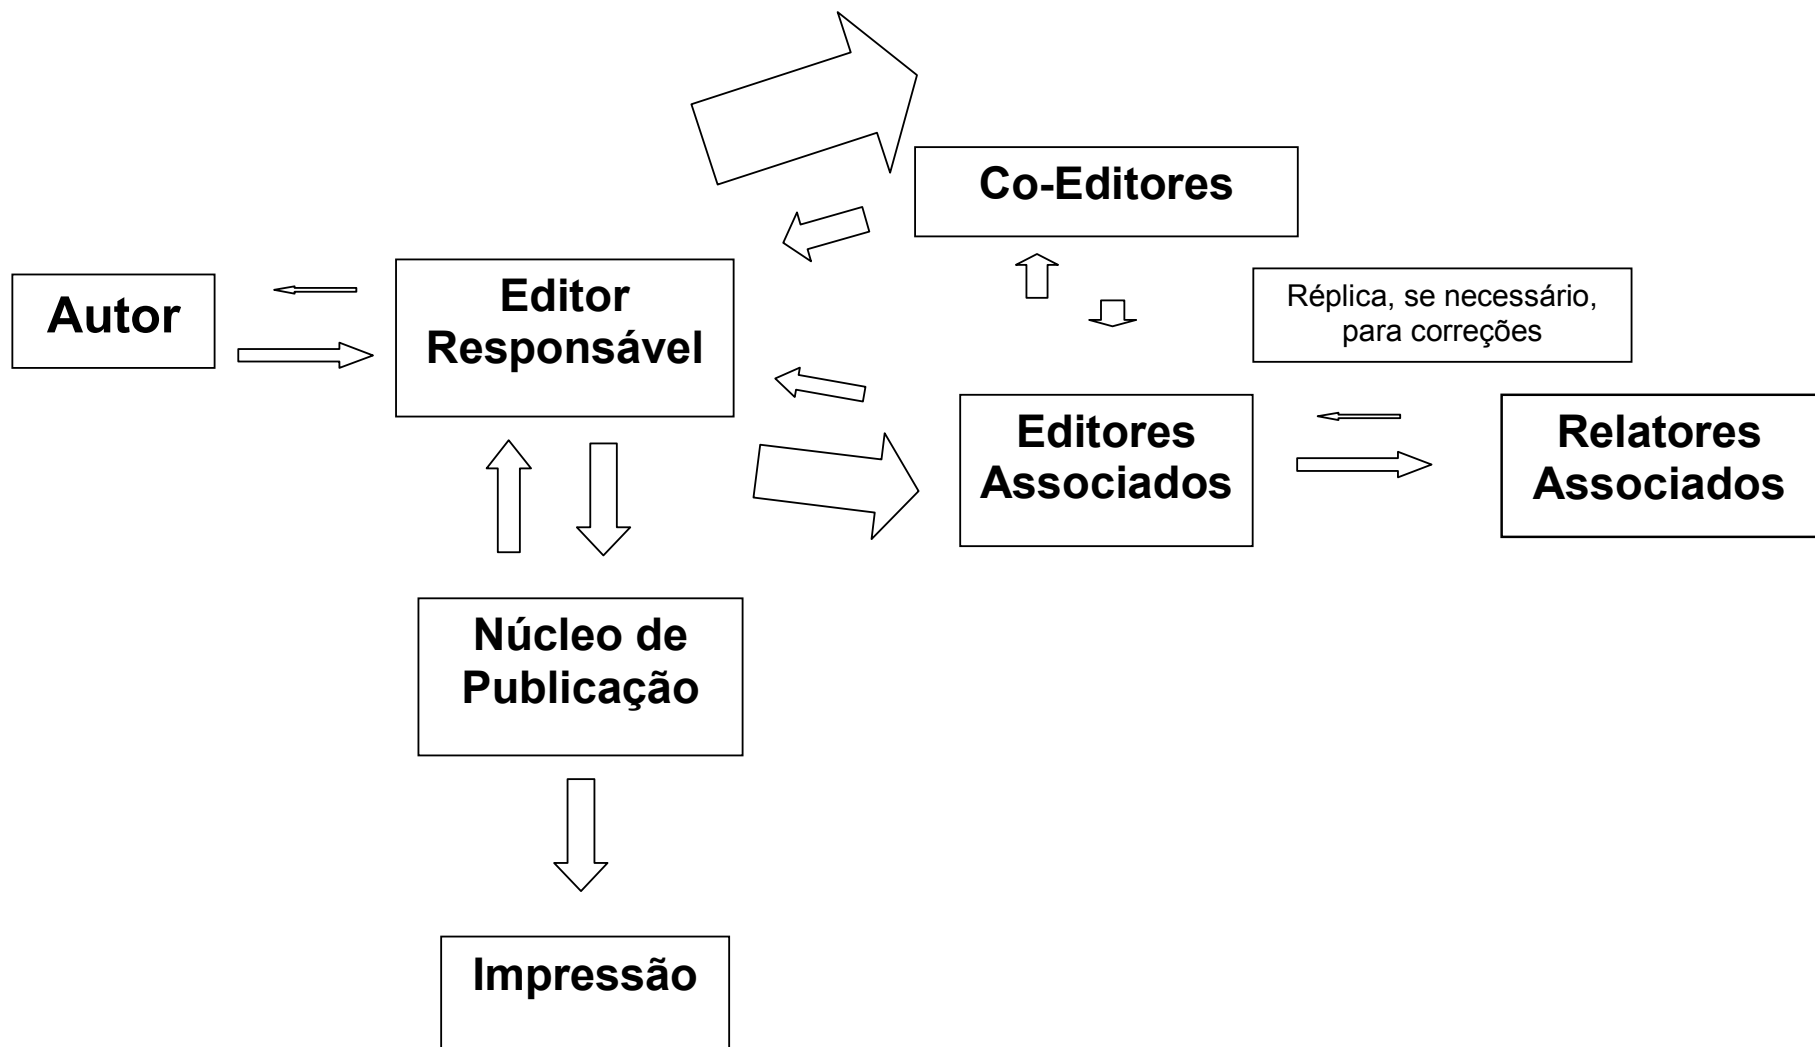 Co-Editores
Autor
Editor
Responsável
Réplica, se necessário,
para correções
Editores
Associados
Relatores
Associados
Núcleo de
Publicação
Impressão